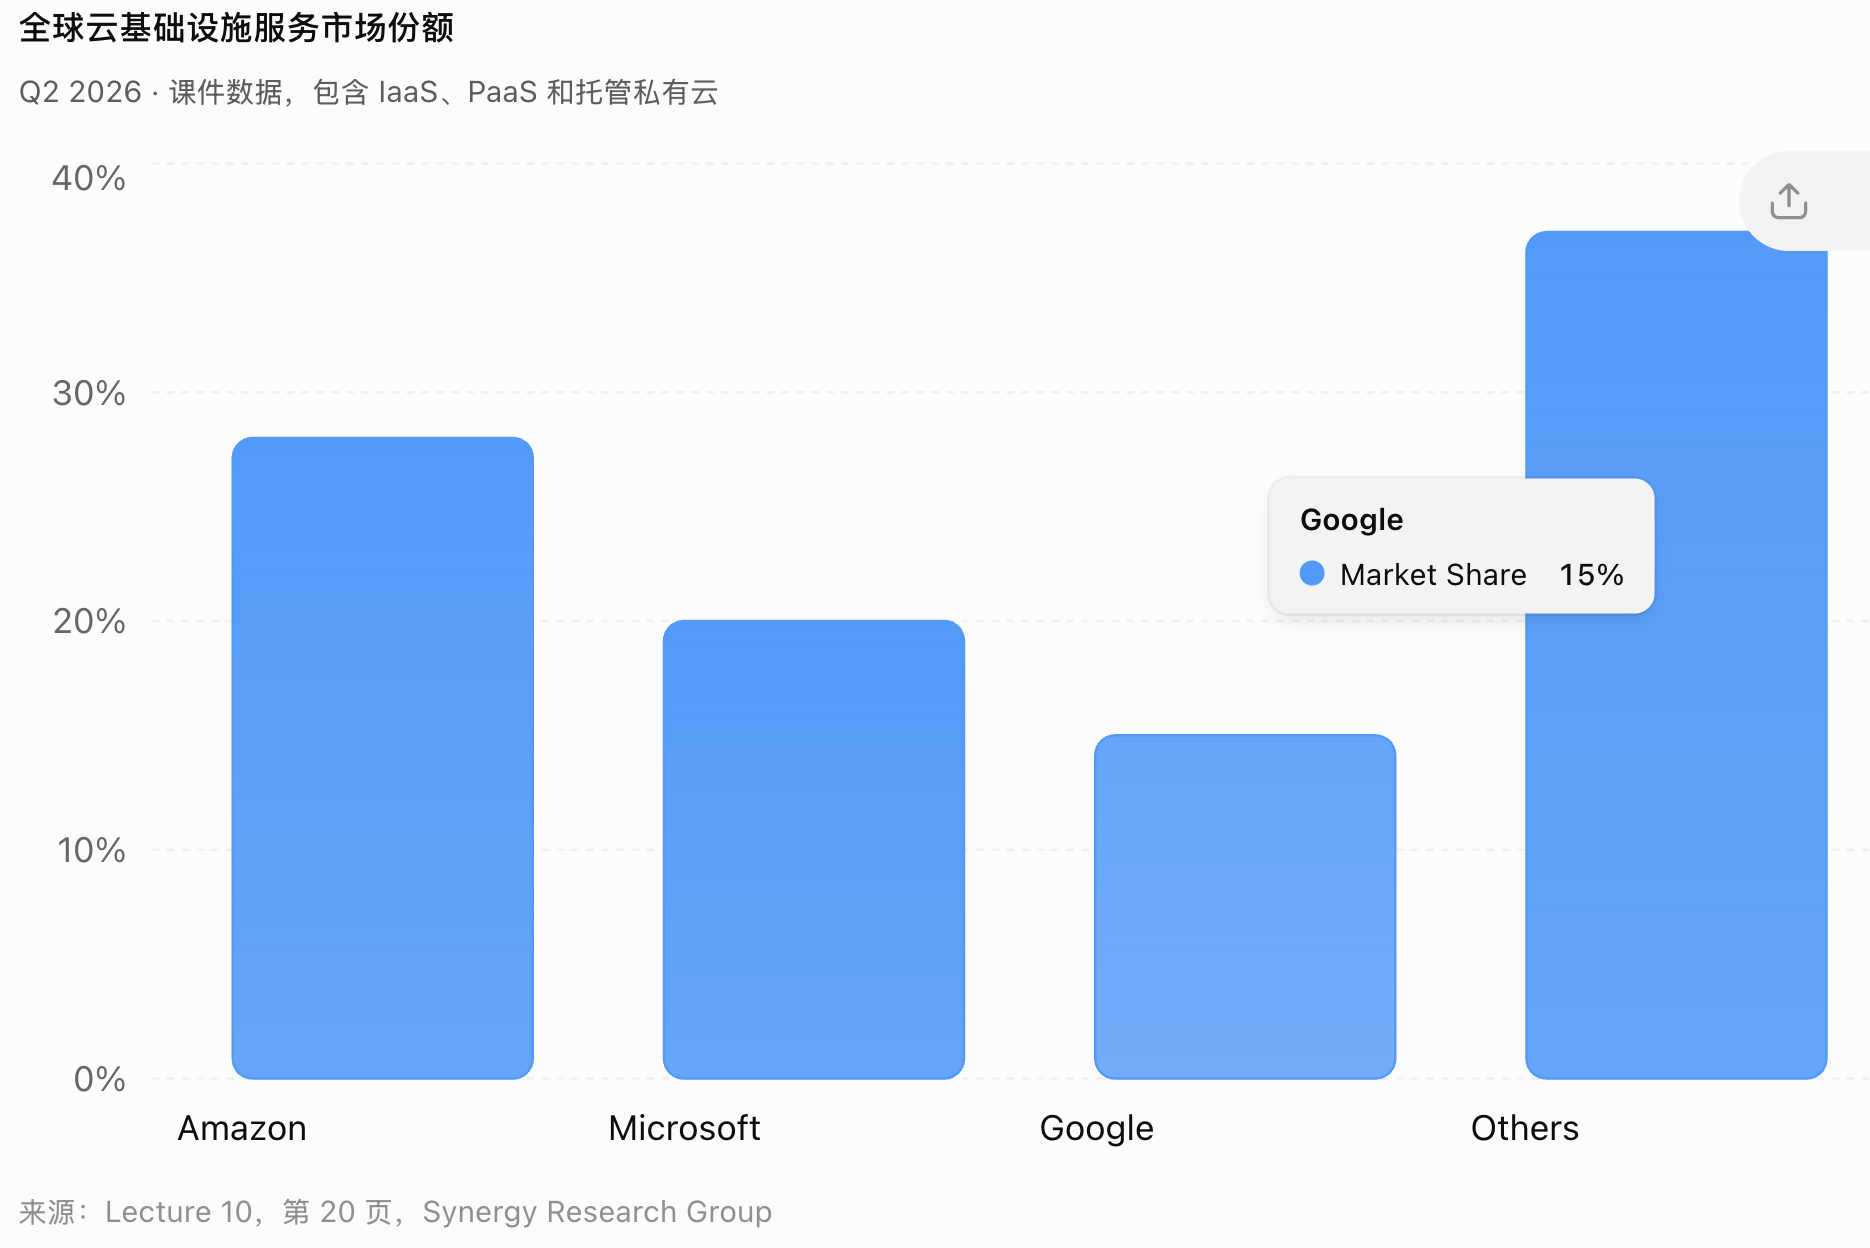 全球云基础设施服务市场份额
Q2 2026 · 课件数据，包含 IaaS、PaaS 和托管私有云
40%
30%
20%
10%
0%
Google
Market Share 15%
Amazon Microsoft Google Others
来源：Lecture 10，第 20 页，Synergy Research Group